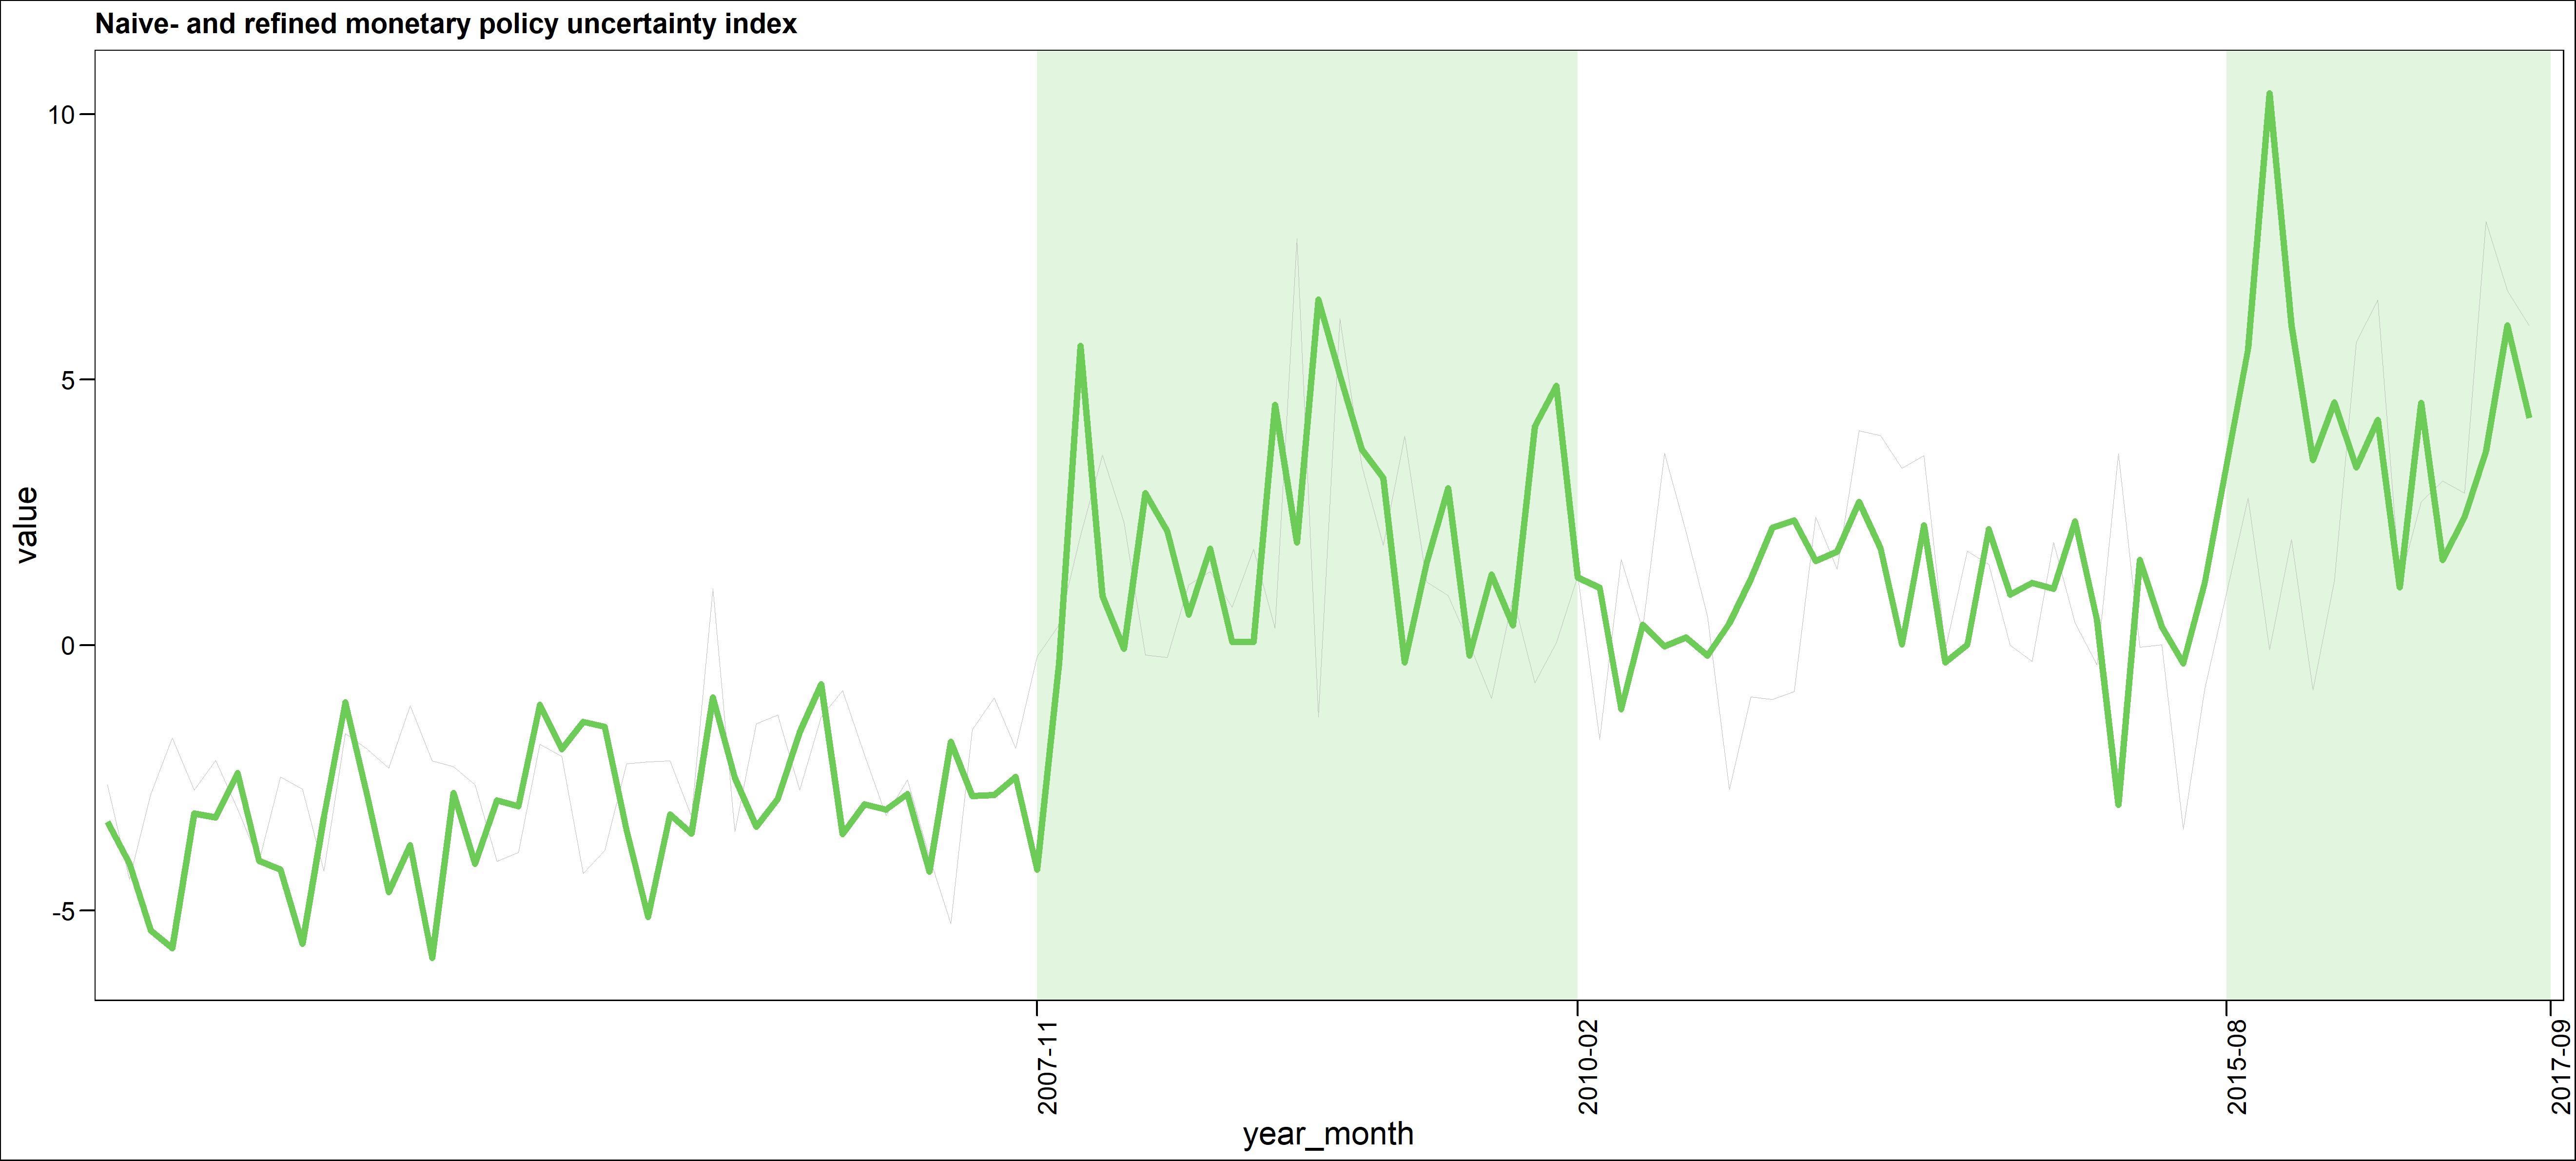 Naive- and refined monetary policy uncertainty index
10
5
0
-5
value
2007-11
2010-02
2015-08
2017-09
year_month